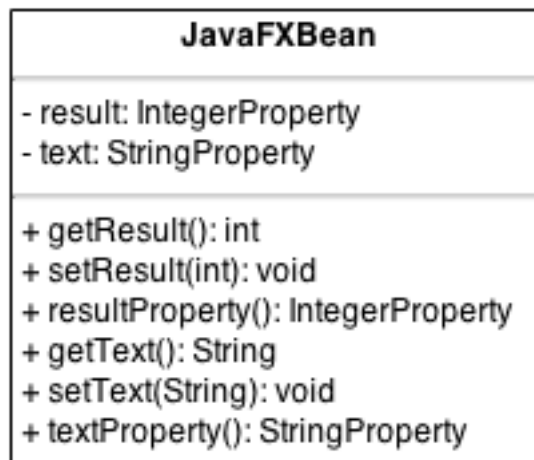 JavaFXBean
- result: IntegerProperty
- text: StringProperty
+ getResult(): int
+ setResult(int): void
+ resultProperty(): IntegerProperty
+ getText(): String
+ setText(String): void
+ textProperty(): StringProperty